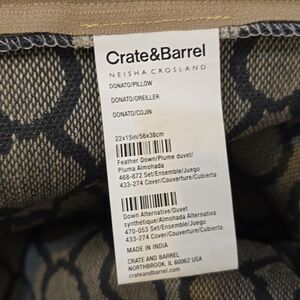 Crate&Barrel
NEISHA CROSLAND
DONATO/PILLOW
DONATO/OREILLER
DONATO/COJIN
22x15in/56x38cm
Feather Down/Plume duvet/
Pluma Almohada
468-872 Set/Ensemble/Juego
433-274 Cover/Couverture/Cubierta
Down Alternative/Duvet
synthétique/Almohada Alternativa
470-053 Set/Ensemble/Juego
433-274 Cover/Couverture/Cubierta
MADE IN INDIA
CRATE AND BARREL
NORTHBROOK, IL 60062 USA
crateandbarrel.com